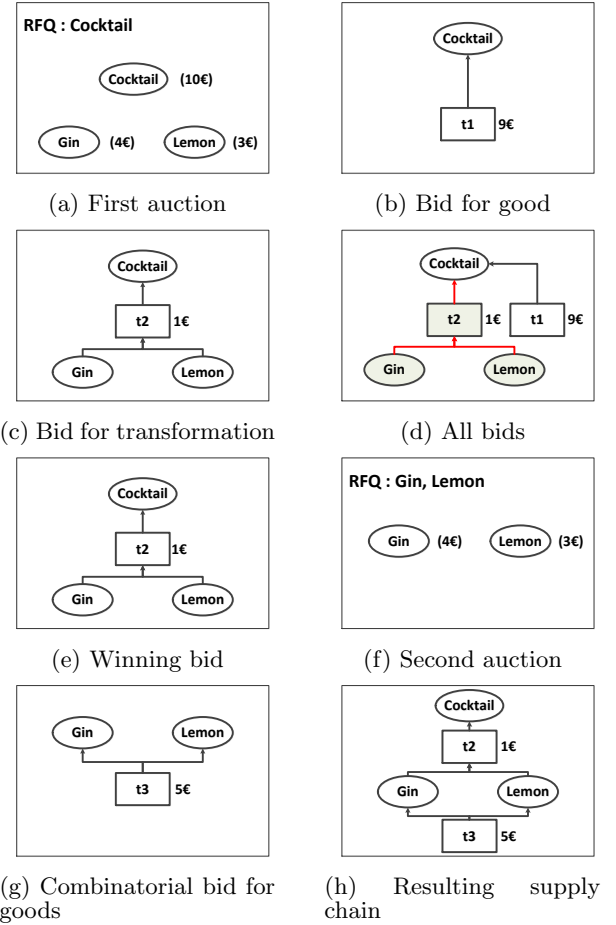 RFQ : Cocktail
Cocktail (10€)
Gin (4€) Lemon (3€)
(a) First auction
Cocktail
t1 9€
(b) Bid for good
Cocktail
t2 1€
Gin Lemon
(c) Bid for transformation
Cocktail
t2 1€ t1 9€
Gin Lemon
(d) All bids
Cocktail
t2 1€
Gin Lemon
(e) Winning bid
RFQ : Gin, Lemon
Gin (4€) Lemon (3€)
(f) Second auction
Gin Lemon
t3 5€
(g) Combinatorial bid for
goods
Cocktail
t2 1€
Gin Lemon
t3 5€
(h) Resulting supply
chain